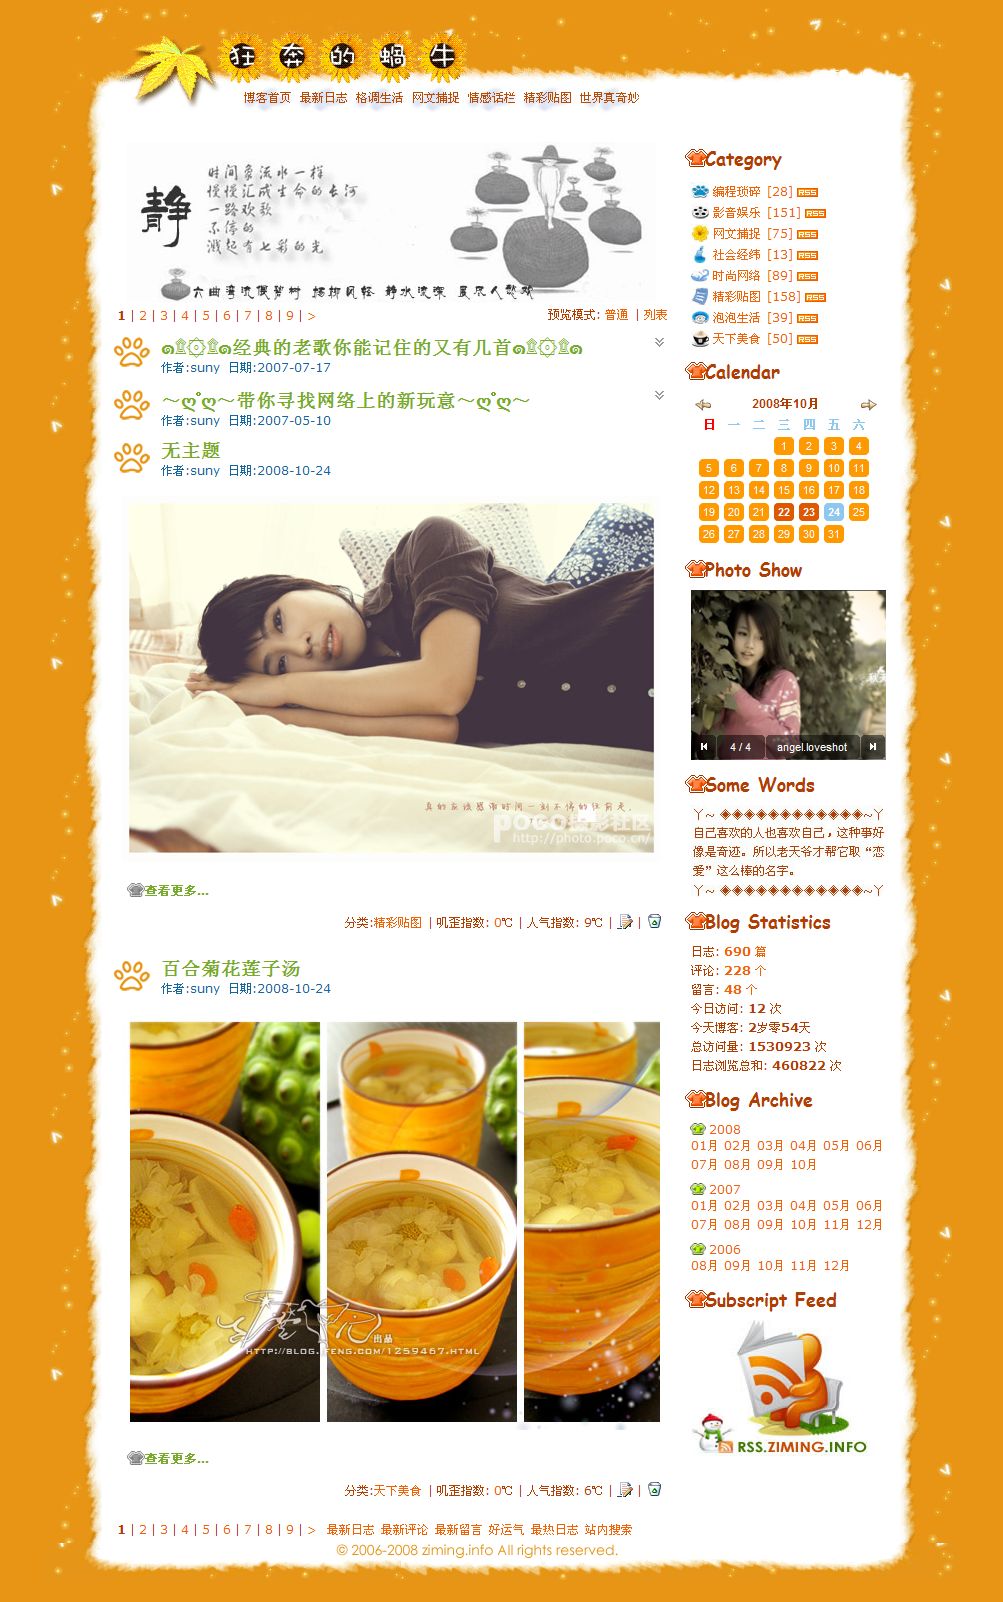 狂奔的蝸牛
博客首页 最新日志 格调生活 网文捕捉 情感话栏 精彩贴图 世界真奇妙
静
时间象流水一样
慢慢汇成生命的长河
一路欢歌
不停的
溅起有七彩的光
1 | 2 | 3 | 4 | 5 | 6 | 7 | 8 | 9 | >
预览模式: 普通 | 列表
๑۩۞۩๑经典的老歌你能记住的又有几首๑۩۞۩๑
作者:suny 日期:2007-07-17
～ღ゜ღ～带你寻找网络上的新玩意～ღ゜ღ～
作者:suny 日期:2007-05-10
无主题
作者:suny 日期:2008-10-24
真的应该感谢时间一刻不停的往前走.
poco摄影社区
http://photo.poco.cn/
查看更多...
分类:精彩贴图 | 叽歪指数: 0℃ | 人气指数: 9℃ |
百合菊花莲子汤
作者:suny 日期:2008-10-24
出品
HTTP://BLOG.IFENG.COM/1259467.HTML
查看更多...
分类:天下美食 | 叽歪指数: 0℃ | 人气指数: 6℃ |
1 | 2 | 3 | 4 | 5 | 6 | 7 | 8 | 9 | > 最新日志 最新评论 最新留言 好运气 最热日志 站内搜索
© 2006-2008 ziming.info All rights reserved.
Category
编程琐碎 [28] RSS
影音娱乐 [151] RSS
网文捕捉 [75] RSS
社会经纬 [13] RSS
时尚网络 [89] RSS
精彩贴图 [158] RSS
泡泡生活 [39] RSS
天下美食 [50] RSS
Calendar
2008年10月
日 一 二 三 四 五 六
1 2 3 4
5 6 7 8 9 10 11
12 13 14 15 16 17 18
19 20 21 22 23 24 25
26 27 28 29 30 31
Photo Show
4 / 4 angel.loveshot
Some Words
丫~ ◈◈◈◈◈◈◈◈◈◈◈◈~丫
自己喜欢的人也喜欢自己，这种事好
像是奇迹。所以老天爷才帮它取“恋
爱”这么棒的名字。
丫~ ◈◈◈◈◈◈◈◈◈◈◈◈~丫
Blog Statistics
日志: 690 篇
评论: 228 个
留言: 48 个
今日访问: 12 次
今天博客: 2岁零54天
总访问量: 1530923 次
日志浏览总和: 460822 次
Blog Archive
2008
01月 02月 03月 04月 05月 06月
07月 08月 09月 10月
2007
01月 02月 03月 04月 05月 06月
07月 08月 09月 10月 11月 12月
2006
08月 09月 10月 11月 12月
Subscript Feed
RSS.ZIMING.INFO